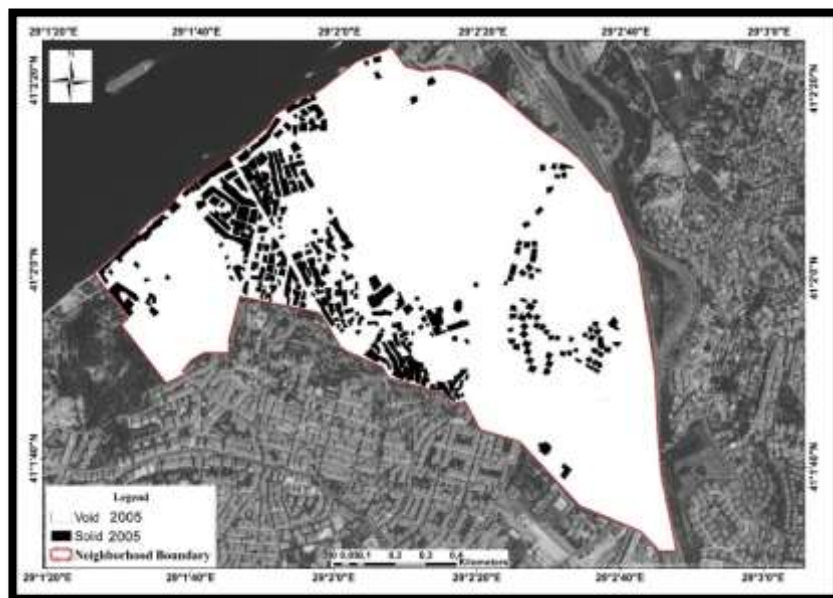 29°1'20"E 29°1'40"E 29°2'0"E 29°2'20"E 29°2'40"E 29°3'0"E
N
41°2'20"N 41°2'20"N
41°2'0"N 41°2'0"N
41°1'40"N 41°1'40"N
Legend
Void 2005
Solid 2005
Neighborhood Boundary
Kilometers
29°1'20"E 29°1'40"E 29°2'0"E 29°2'20"E 29°2'40"E 29°3'0"E